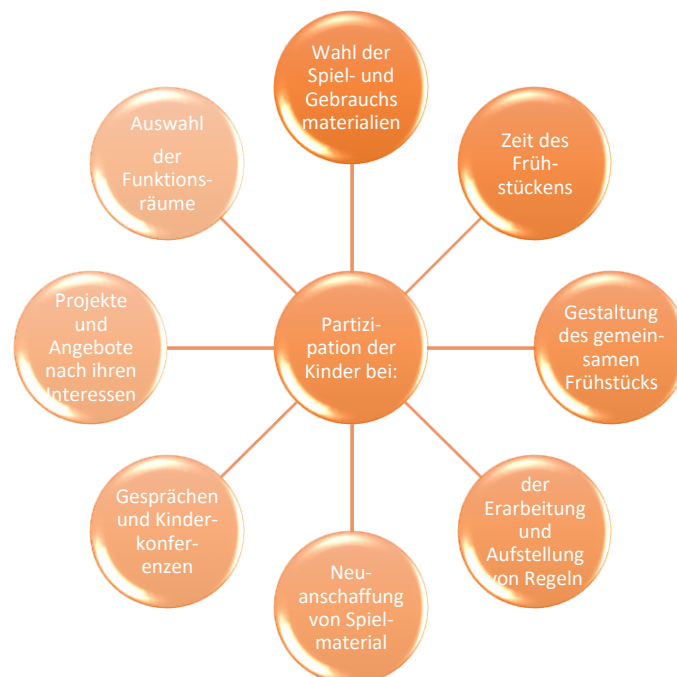 Wahl der
Spiel- und
Gebrauchs
materialien
Zeit des
Früh-
stückens
Gestaltung
des gemein-
samen
Frühstücks
der
Erarbeitung
und
Aufstellung
von Regeln
Neu-
anschaffung
von Spiel-
material
Gesprächen
und Kinder-
konfer-
enzen
Projekte
und
Angebote
nach ihren
Interessen
Auswahl
der
Funktions-
räume
Partizi-
pation der
Kinder bei: